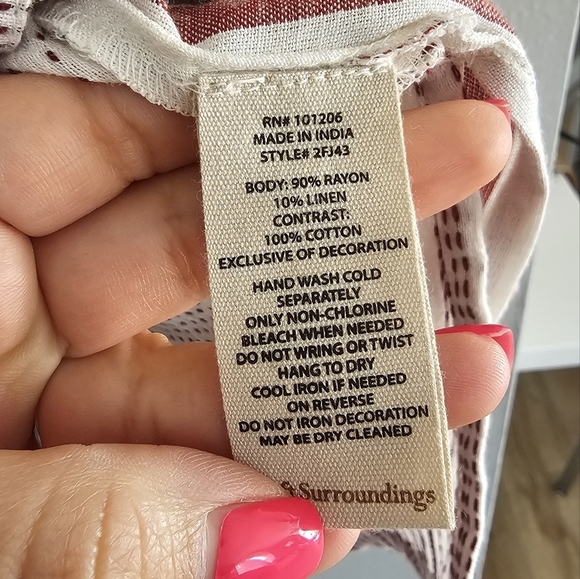 RN# 101206
MADE IN INDIA
STYLE# 2FJ43
BODY: 90% RAYON
10% LINEN
CONTRAST:
100% COTTON
EXCLUSIVE OF DECORATION
HAND WASH COLD
SEPARATELY
ONLY NON-CHLORINE
BLEACH WHEN NEEDED
DO NOT WRING OR TWIST
HANG TO DRY
COOL IRON IF NEEDED
ON REVERSE
DO NOT IRON DECORATION
MAY BE DRY CLEANED
Surroundings